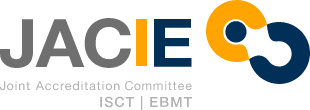 JACIE
Joint Accreditation Committee
ISCT | EBMT